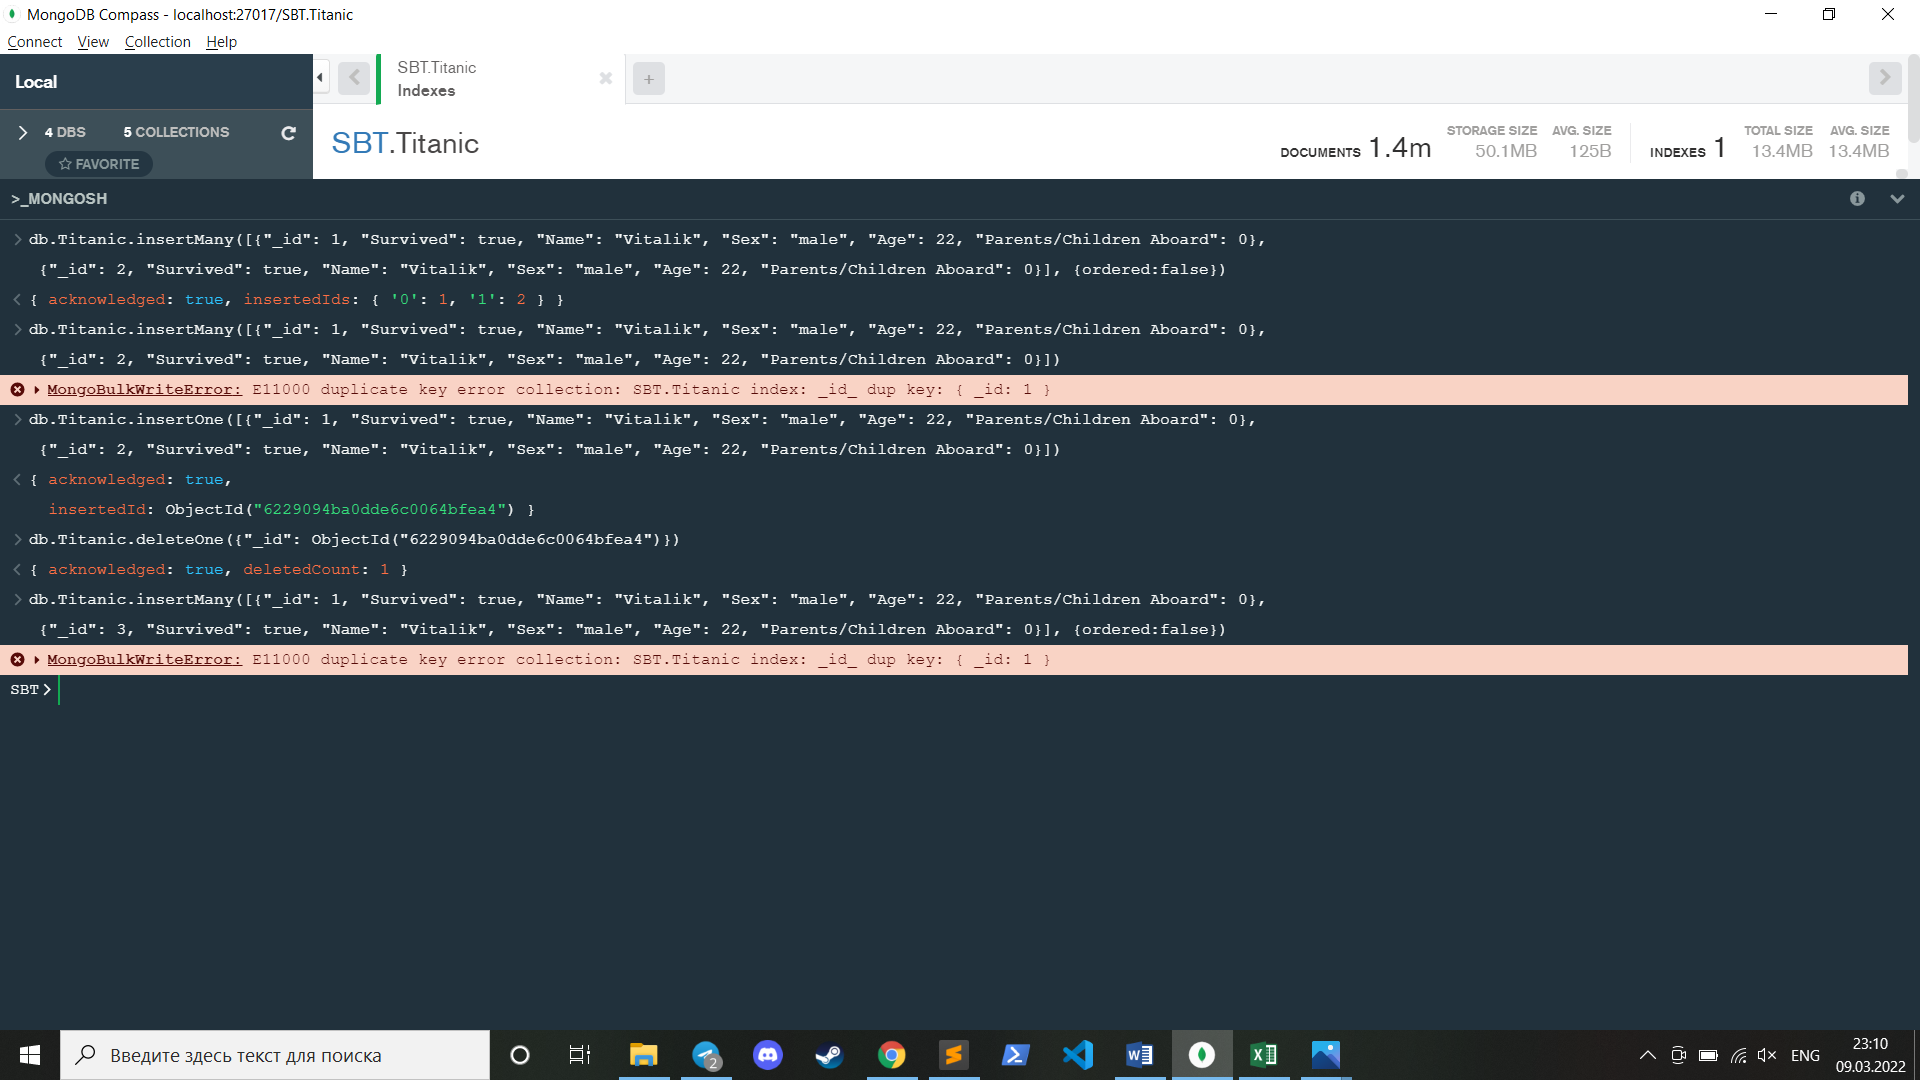 MongoDB Compass - localhost:27017/SBT.Titanic
Connect View Collection Help
Local
SBT.Titanic
Indexes
4 DBS 5 COLLECTIONS
FAVORITE
SBT.Titanic
DOCUMENTS 1.4m STORAGE SIZE 50.1MB AVG. SIZE 125B INDEXES 1 TOTAL SIZE 13.4MB AVG. SIZE 13.4MB
>_MONGOSH
db.Titanic.insertMany([{"_id": 1, "Survived": true, "Name": "Vitalik", "Sex": "male", "Age": 22, "Parents/Children Aboard": 0},
{"_id": 2, "Survived": true, "Name": "Vitalik", "Sex": "male", "Age": 22, "Parents/Children Aboard": 0}], {ordered:false})
{ acknowledged: true, insertedIds: { '0': 1, '1': 2 } }
db.Titanic.insertMany([{"_id": 1, "Survived": true, "Name": "Vitalik", "Sex": "male", "Age": 22, "Parents/Children Aboard": 0},
{"_id": 2, "Survived": true, "Name": "Vitalik", "Sex": "male", "Age": 22, "Parents/Children Aboard": 0}])
MongoBulkWriteError: E11000 duplicate key error collection: SBT.Titanic index: _id_ dup key: { _id: 1 }
db.Titanic.insertOne([{"_id": 1, "Survived": true, "Name": "Vitalik", "Sex": "male", "Age": 22, "Parents/Children Aboard": 0},
{"_id": 2, "Survived": true, "Name": "Vitalik", "Sex": "male", "Age": 22, "Parents/Children Aboard": 0}])
{ acknowledged: true,
insertedId: ObjectId("6229094ba0dde6c0064bfea4") }
db.Titanic.deleteOne({"_id": ObjectId("6229094ba0dde6c0064bfea4")})
{ acknowledged: true, deletedCount: 1 }
db.Titanic.insertMany([{"_id": 1, "Survived": true, "Name": "Vitalik", "Sex": "male", "Age": 22, "Parents/Children Aboard": 0},
{"_id": 3, "Survived": true, "Name": "Vitalik", "Sex": "male", "Age": 22, "Parents/Children Aboard": 0}], {ordered:false})
MongoBulkWriteError: E11000 duplicate key error collection: SBT.Titanic index: _id_ dup key: { _id: 1 }
SBT>
Введите здесь текст для поиска
2
ENG
23:10
09.03.2022